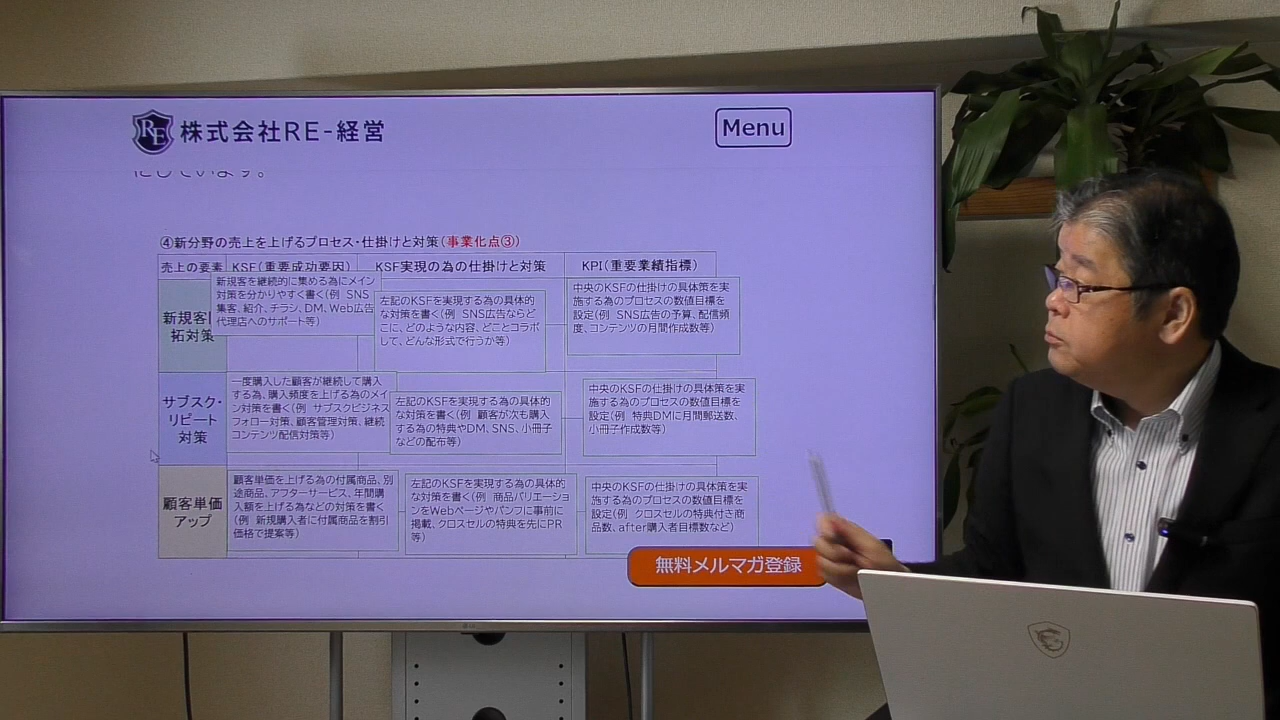 RE 株式会社RE-経営
Menu
にしています。
④新分野の売上を上げるプロセス・仕掛けと対策(事業化点③)
売上の要素
KSF(重要成功要因)
KSF実現の為の仕掛けと対策
KPI(重要業績指標)
新規客
拓対策
新規客を継続的に集める為にメイン
対策を分かりやすく書く(例 SNS
集客、紹介、チラシ、DM、Web広告
代理店へのサポート等)
左記のKSFを実現する為の具体的
な対策を書く(例 SNS広告ならど
こに、どのような内容、どことコラボ
して、どんな形式で行うか等)
中央のKSFの仕掛けの具体策を実
施する為のプロセスの数値目標を
設定(例 SNS広告の予算、配信頻
度、コンテンツの月間作成数等)
サブスク・
リピート
対策
一度購入した顧客が継続して購入
する為、購入頻度を上げる為のメイ
ン対策を書く(例 サブスクビジネス
フォロー対策、顧客管理対策、継続
コンテンツ配信対策等)
左記のKSFを実現する為の具体的
な対策を書く(例 顧客が次も購入
する為の特典やDM、SNS、小冊子
などの配布等)
中央のKSFの仕掛けの具体策を実
施する為のプロセスの数値目標を
設定(例 特典DMに月間郵送数、
小冊子作成数等)
顧客単価
アップ
顧客単価を上げる為の付属商品、別
途商品、アフターサービス、年間購
入額を上げる為などの対策を書く
(例 新規購入者に付属商品を割引
価格で提案等)
左記のKSFを実現する為の具体的
な対策を書く(例 商品バリエーショ
ンをWebページやパンフに事前に
掲載、クロスセルの特典を先にPR
等)
中央のKSFの仕掛けの具体策を実
施する為のプロセスの数値目標を
設定(例 クロスセルの特典付き商
品数、after購入者目標数など)
無料メルマガ登録